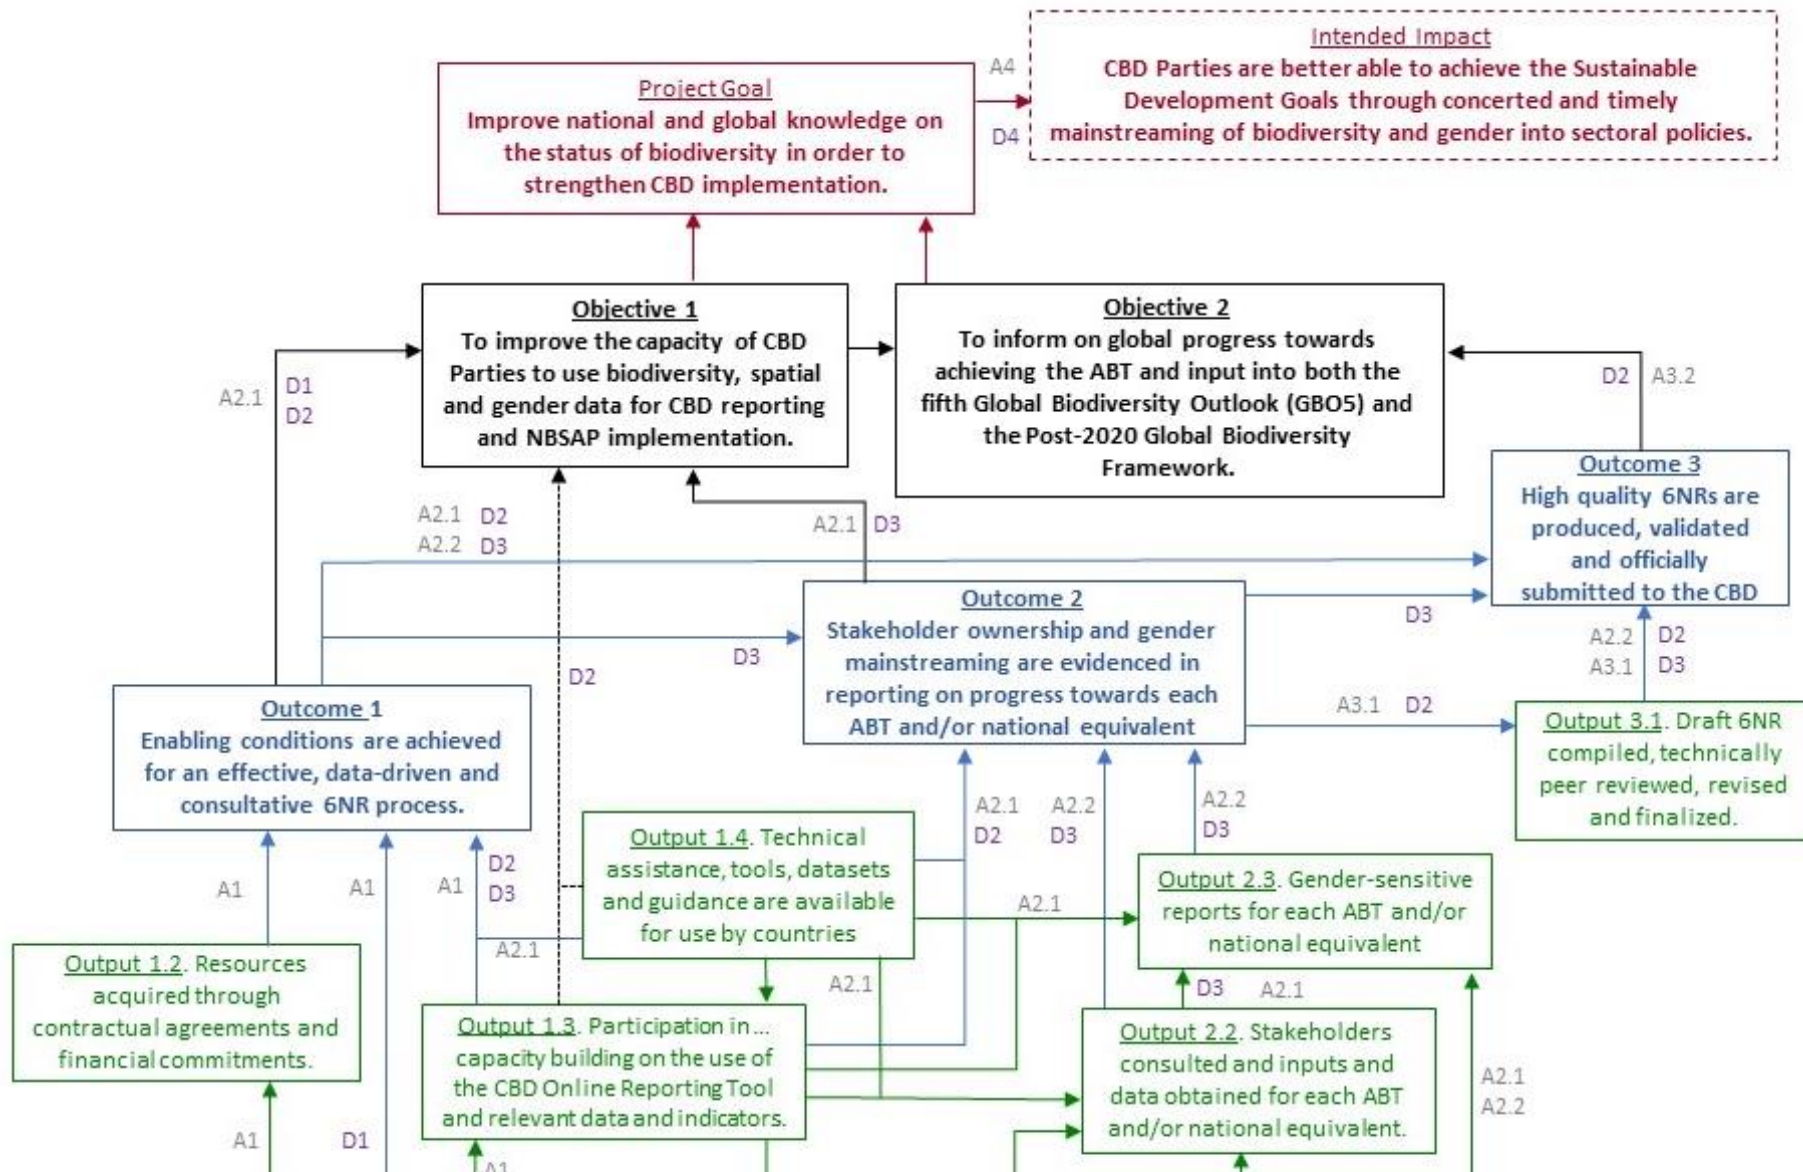 Intended Impact
CBD Parties are better able to achieve the Sustainable
Development Goals through concerted and timely
mainstreaming of biodiversity and gender into sectoral policies.
A4
D4
Project Goal
Improve national and global knowledge on
the status of biodiversity in order to
strengthen CBD implementation.
Objective 1
To improve the capacity of CBD
Parties to use biodiversity, spatial
and gender data for CBD reporting
and NBSAP implementation.
Objective 2
To inform on global progress towards
achieving the ABT and input into both the
fifth Global Biodiversity Outlook (GBO5) and
the Post-2020 Global Biodiversity
Framework.
A2.1
D1
D2
D2
A3.2
Outcome 3
High quality 6NRs are
produced, validated
and officially
submitted to the CBD
A2.1 D2
A2.2 D3
A2.1 D3
Outcome 2
Stakeholder ownership and gender
mainstreaming are evidenced in
reporting on progress towards each
ABT and/or national equivalent
D3
D3
D2
A2.2 D2
A3.1 D3
Outcome 1
Enabling conditions are achieved
for an effective, data-driven and
consultative 6NR process.
A3.1 D2
Output 3.1. Draft 6NR
compiled, technically
peer reviewed, revised
and finalized.
A2.1
D2
A2.2
D3
A2.2
D3
Output 1.4. Technical
assistance, tools, datasets
and guidance are available
for use by countries
A1
A1
A1
D2
D3
A2.1
Output 2.3. Gender-sensitive
reports for each ABT and/or
national equivalent
A2.1
Output 1.2. Resources
acquired through
contractual agreements and
financial commitments.
A2.1
D3
A2.1
Output 1.3. Participation in ...
capacity building on the use of
the CBD Online Reporting Tool
and relevant data and indicators.
Output 2.2. Stakeholders
consulted and inputs and
data obtained for each ABT
and/or national equivalent.
A2.1
A2.2
A1
D1
A1